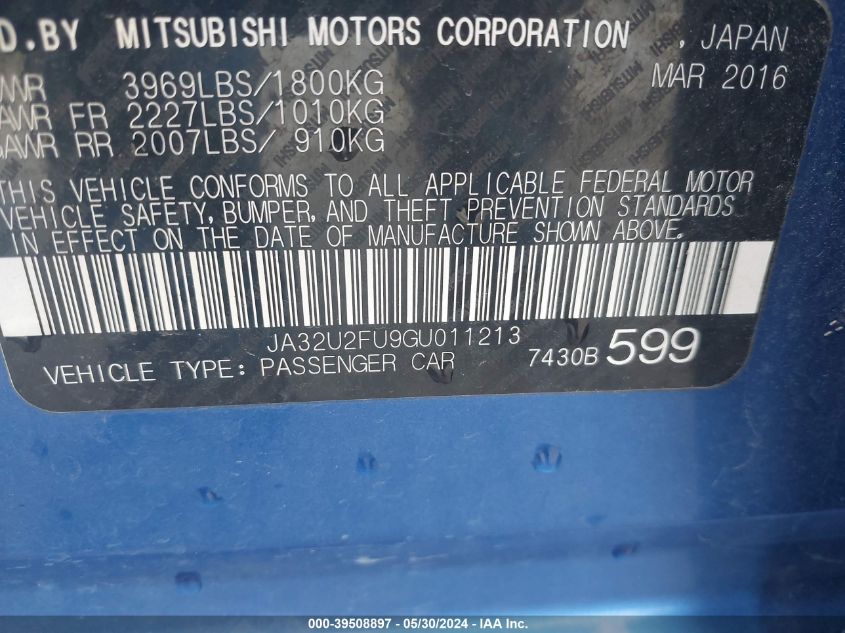 D.BY MITSUBISHI MOTORS CORPORATION , JAPAN
MAR 2016
WR 3969LBS/1800KG
AWR FR 2227LBS/1010KG
AWR RR 2007LBS/ 910KG
THIS VEHICLE CONFORMS TO ALL APPLICABLE FEDERAL MOTOR
VEHICLE SAFETY, BUMPER, AND THEFT PREVENTION STANDARDS
IN EFFECT ON THE DATE OF MANUFACTURE SHOWN ABOVE.
JA32U2FU9GU011213
VEHICLE TYPE: PASSENGER CAR 7430B 599
000-39508897 - 05/30/2024 - IAA, Inc.